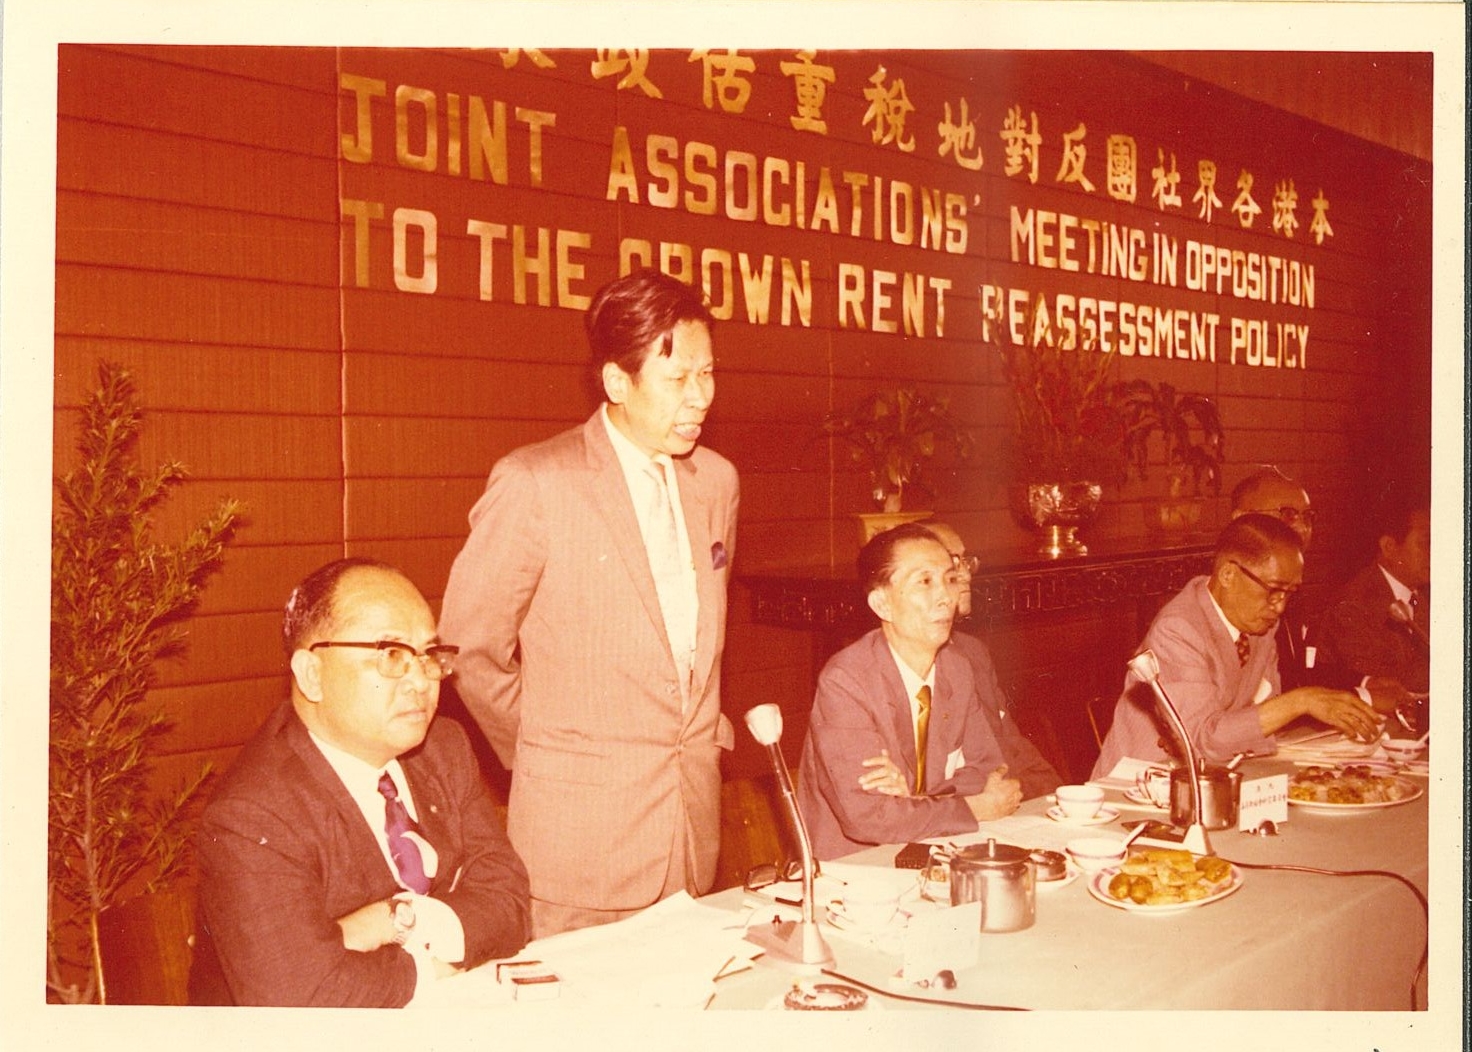 本港各界社團反對地稅重估政策
JOINT ASSOCIATIONS' MEETING IN OPPOSITION
TO THE CROWN RENT REASSESSMENT POLICY